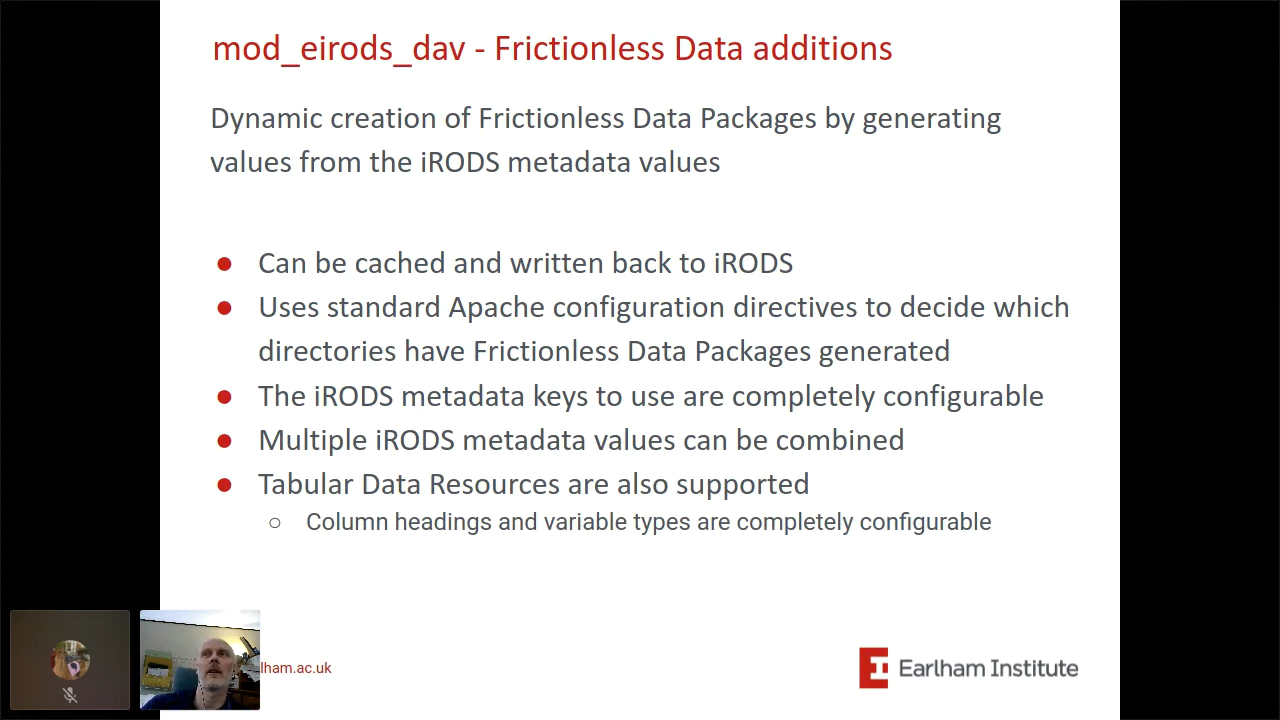 mod_eirods_dav - Frictionless Data additions
Dynamic creation of Frictionless Data Packages by generating
values from the iRODS metadata values
● Can be cached and written back to iRODS
● Uses standard Apache configuration directives to decide which
directories have Frictionless Data Packages generated
● The iRODS metadata keys to use are completely configurable
● Multiple iRODS metadata values can be combined
● Tabular Data Resources are also supported
○ Column headings and variable types are completely configurable
lham.ac.uk
Earlham Institute